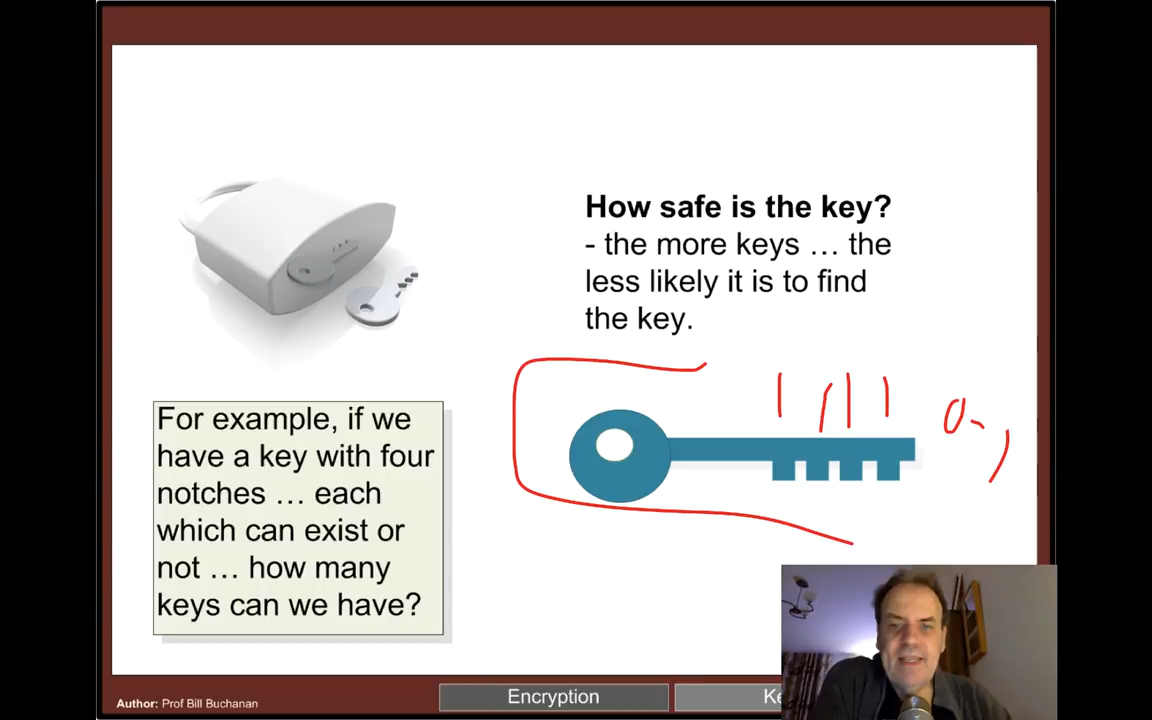 How safe is the key?
- the more keys … the
less likely it is to find
the key.
For example, if we
have a key with four
notches … each
which can exist or
not … how many
keys can we have?
Author: Prof Bill Buchanan
Encryption